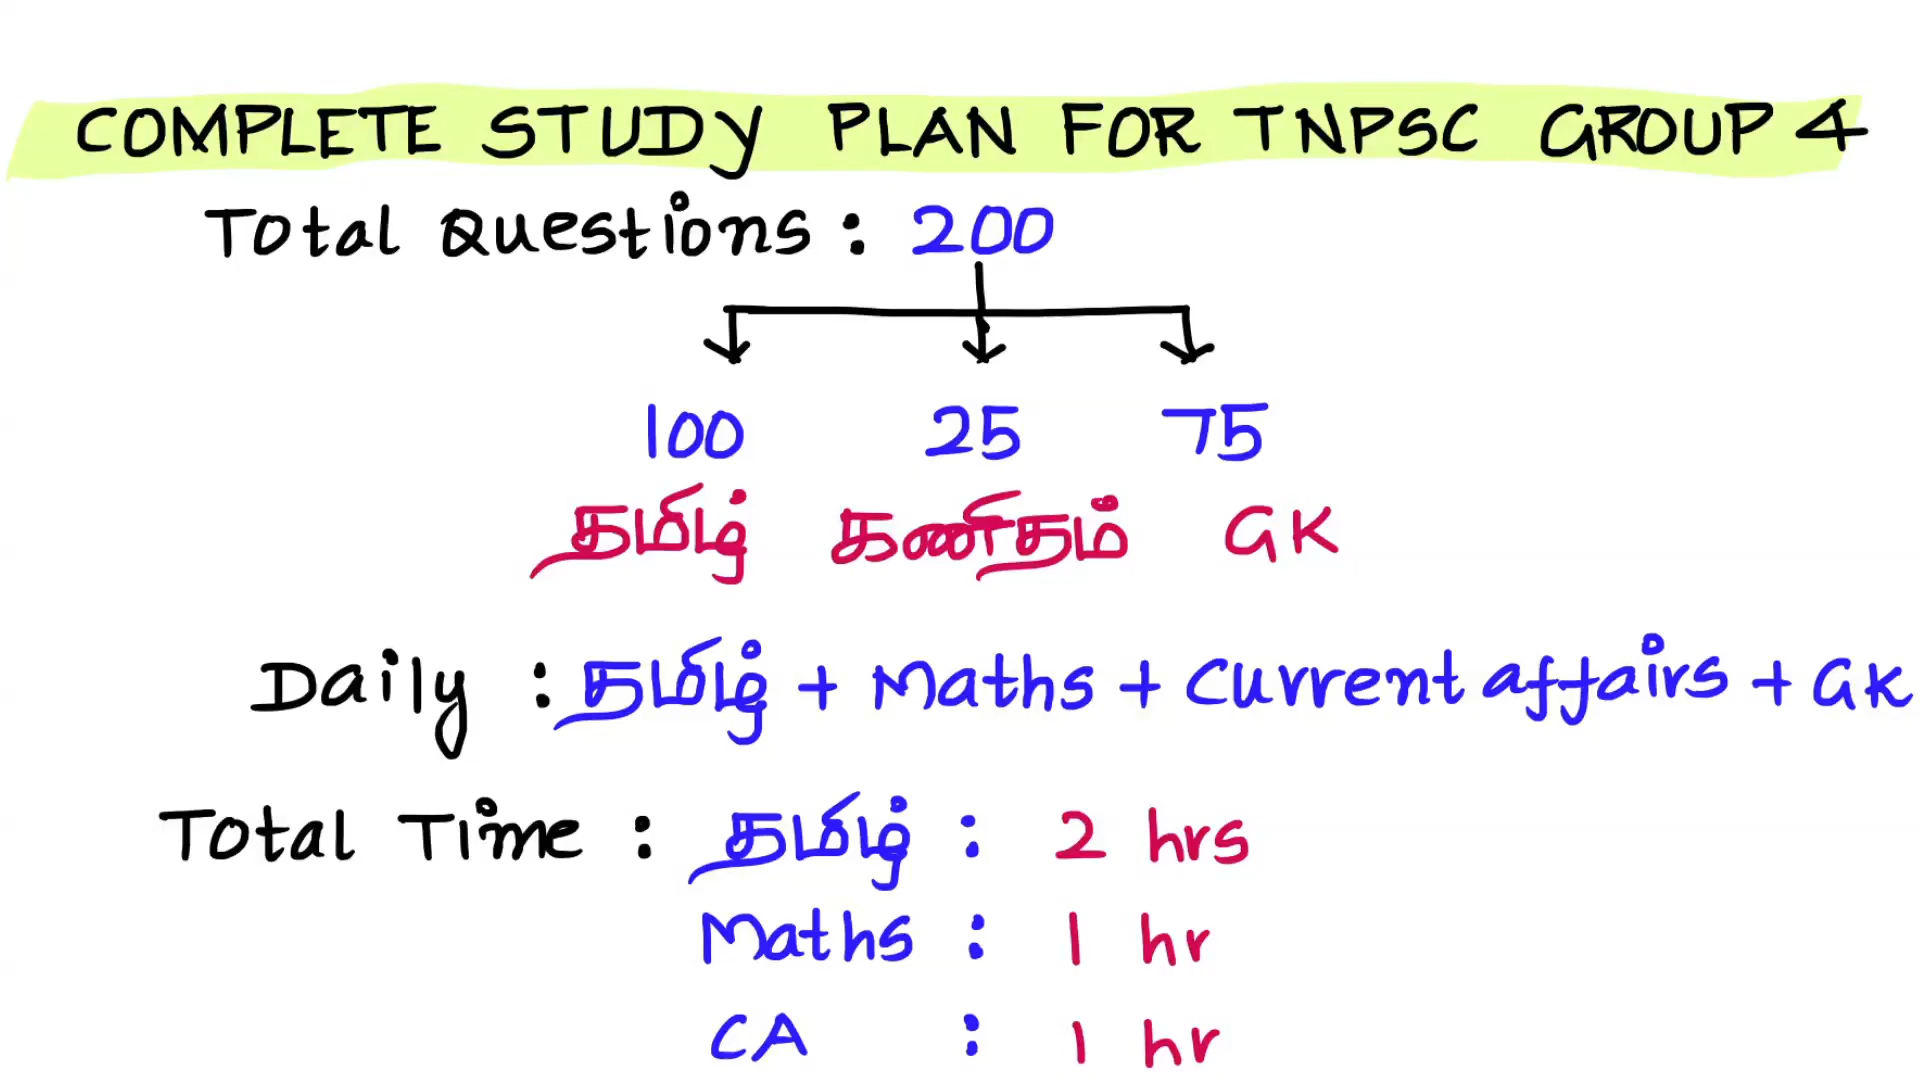 COMPLETE STUDY PLAN FOR TNPSC GROUP 4
Total Questions : 200
100 25 75
தமிழ் கணிதம் GK
Daily : தமிழ் + Maths + Current affairs + GK
Total Time : தமிழ் : 2 hrs
Maths : 1 hr
CA : 1 hr